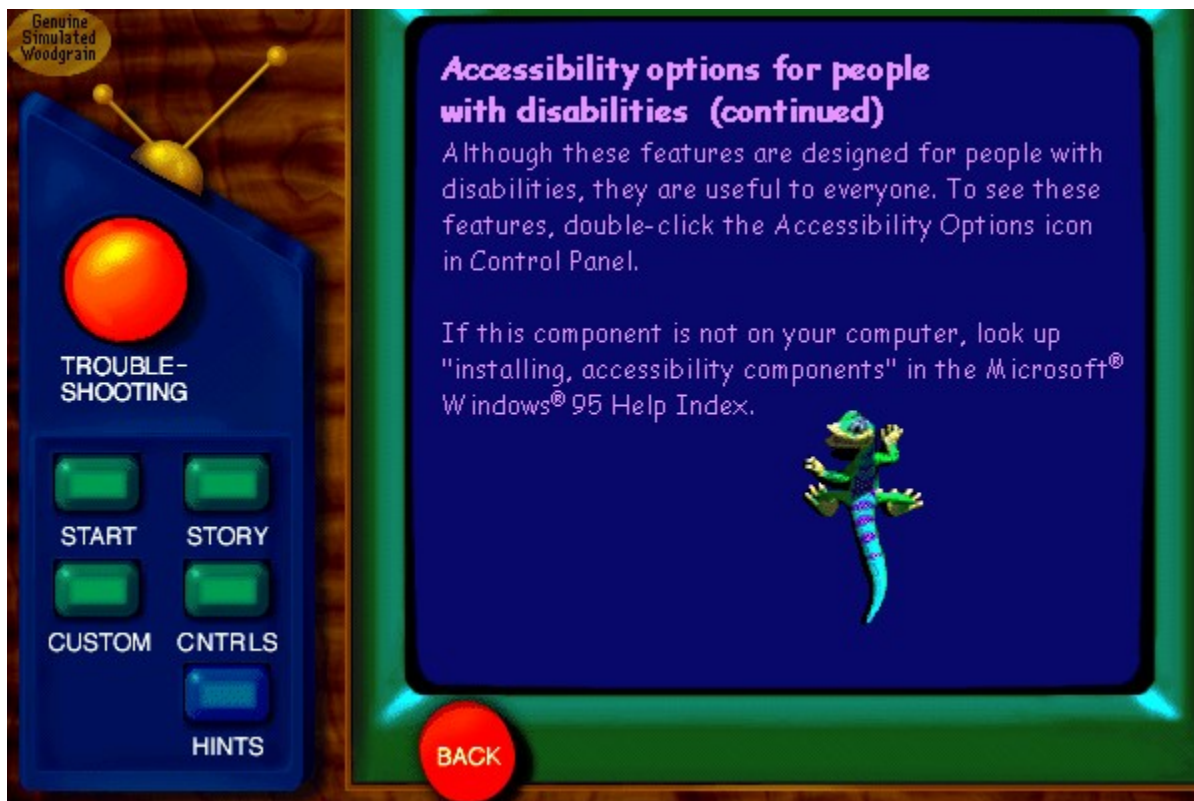 Genuine
Simulated
Woodgrain
TROUBLE-
SHOOTING
START
STORY
CUSTOM
CNTRLS
HINTS
Accessibility options for people
with disabilities (continued)
Although these features are designed for people with
disabilities, they are useful to everyone. To see these
features, double-click the Accessibility Options icon
in Control Panel.
If this component is not on your computer, look up
"installing, accessibility components" in the Microsoft®
Windows® 95 Help Index.
BACK